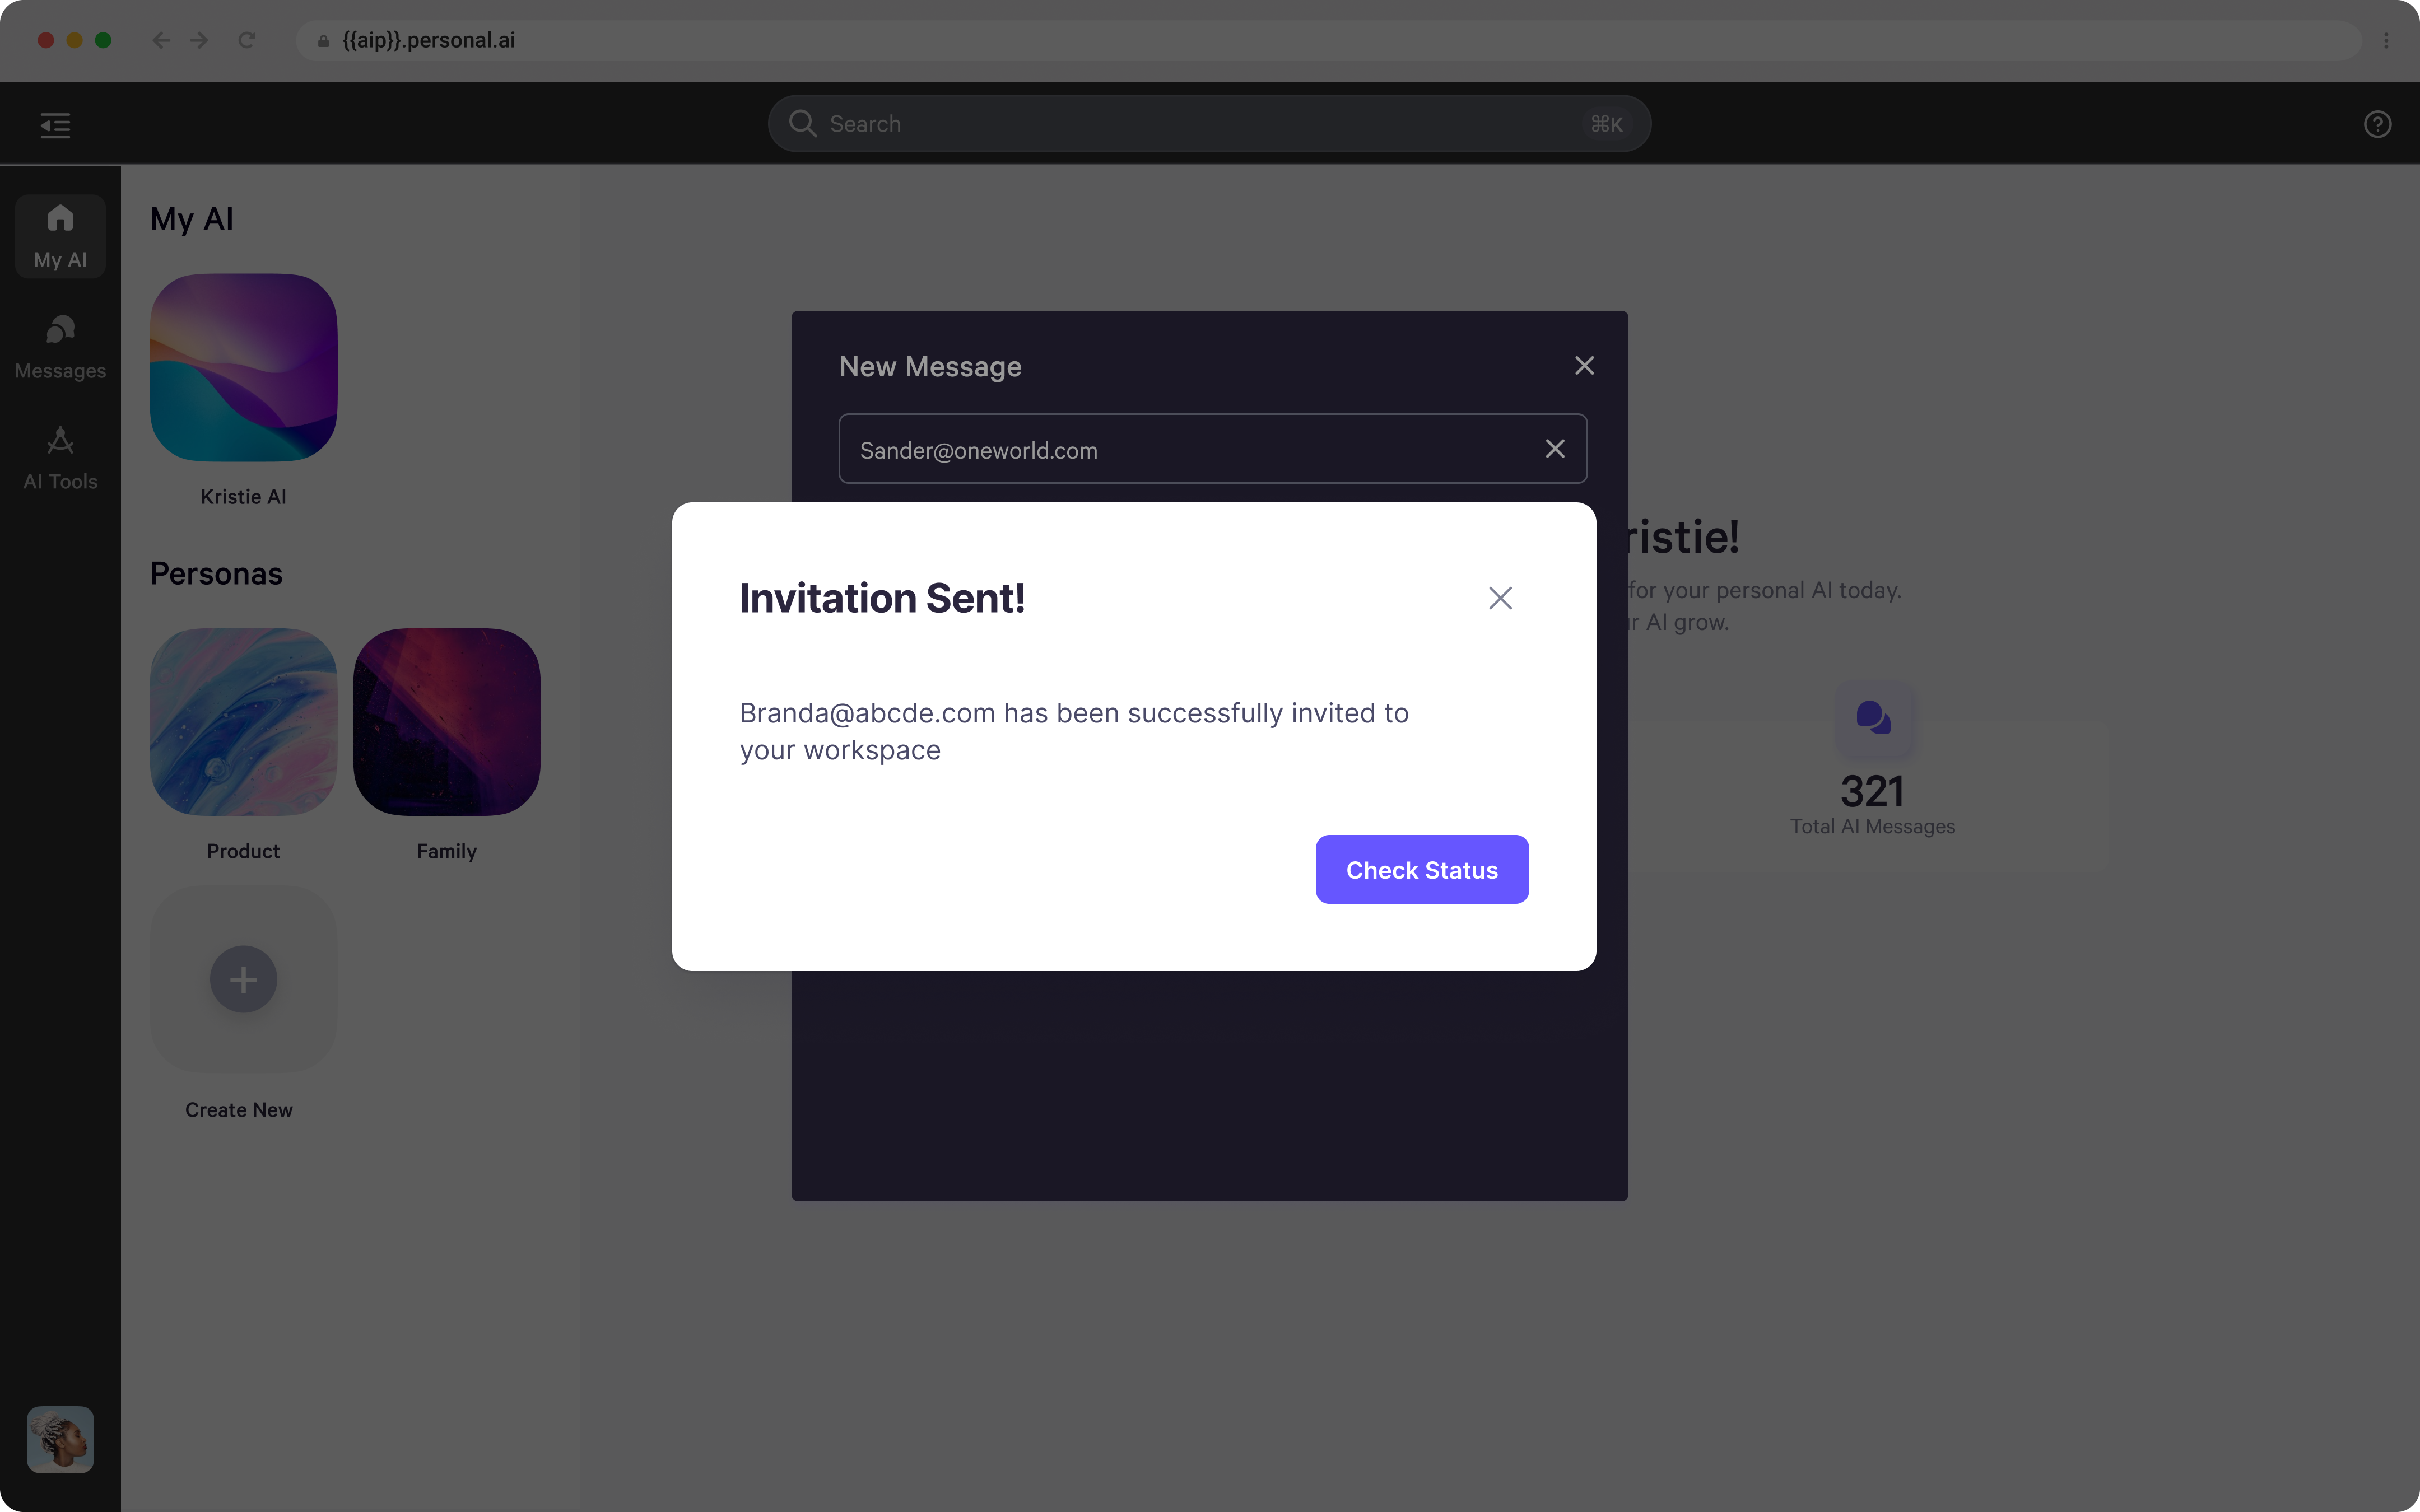 {{aip}}.personal.ai
Search
⌘K
My AI
Messages
AI Tools
My AI
Kristie AI
Personas
Product
Family
Create New
New Message
Sander@oneworld.com
Invitation Sent!
Branda@abcde.com has been successfully invited to
your workspace
Check Status
ristie!
for your personal AI today.
AI grow.
321
Total AI Messages